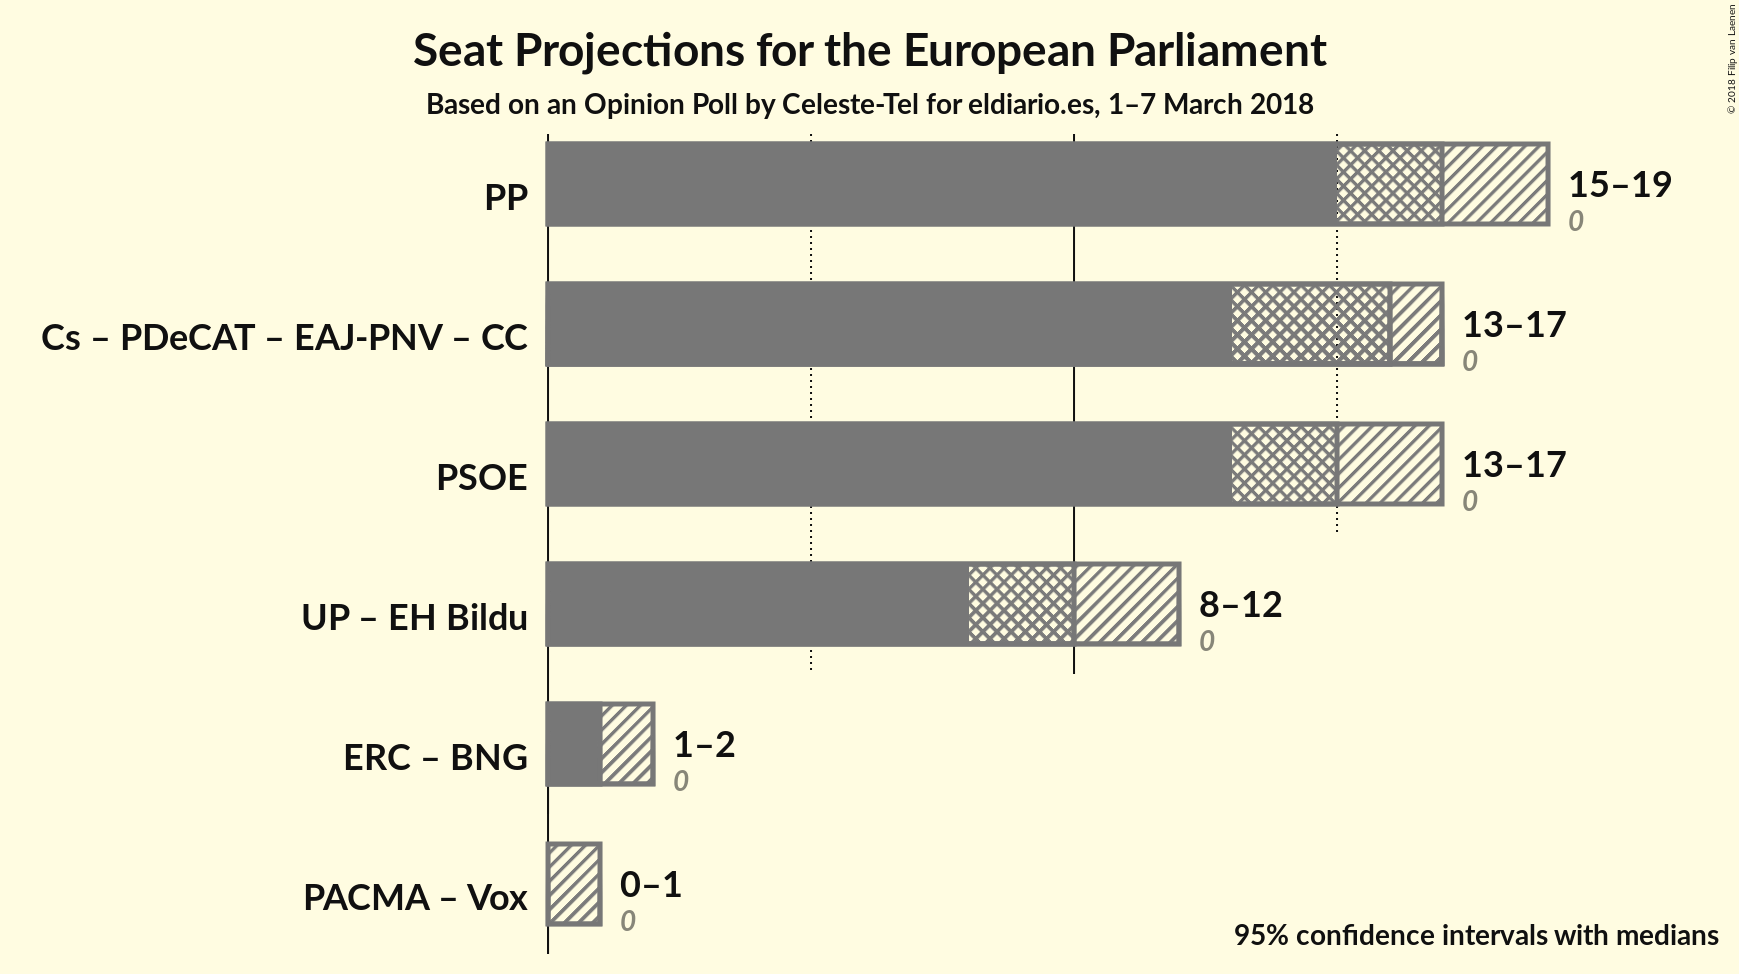 Seat Projections for the European Parliament
Based on an Opinion Poll by Celeste-Tel for eldiario.es, 1–7 March 2018
© 2018 Filip van Laenen
PP
15–19
0
Cs – PDeCAT – EAJ-PNV – CC
13–17
0
PSOE
13–17
0
UP – EH Bildu
8–12
0
ERC – BNG
1–2
0
PACMA – Vox
0–1
0
95% confidence intervals with medians